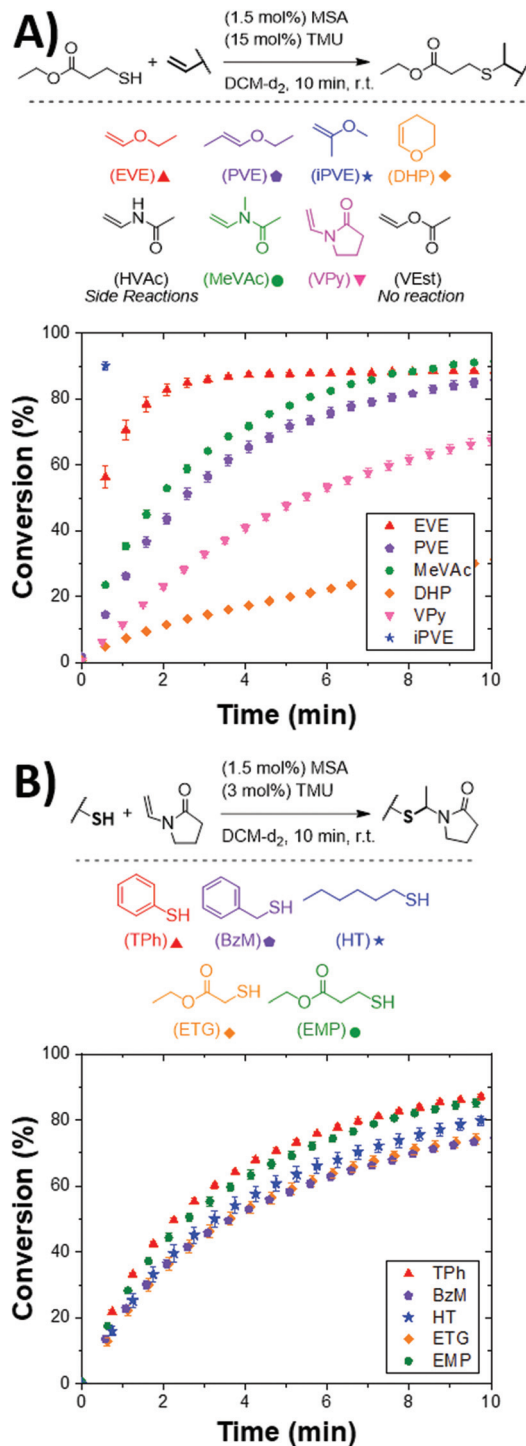 A)
(1.5 mol%) MSA
(15 mol%) TMU
DCM-d₂, 10 min, r.t.
O
O
SH
+
O
O
S
O
O
O
O
(EVE)▲
(PVE)⬟
(iPVE)★
(DHP)◆
H
N
O
N
O
O
N
O
O
(HVAc)
(MeVAc)●
(VPy)▼
(VEst)
Side Reactions
No reaction
Conversion (%)
100
80
60
40
20
0
EVE
PVE
MeVAc
DHP
VPy
iPVE
0 2 4 6 8 10
Time (min)
B)
(1.5 mol%) MSA
(3 mol%) TMU
DCM-d₂, 10 min, r.t.
SH
+
N
O
S
N
O
SH
SH
SH
(TPh)▲
(BzM)⬟
(HT)★
O
O
SH
O
O
SH
(ETG)◆
(EMP)●
Conversion (%)
100
80
60
40
20
0
TPh
BzM
HT
ETG
EMP
0 2 4 6 8 10
Time (min)